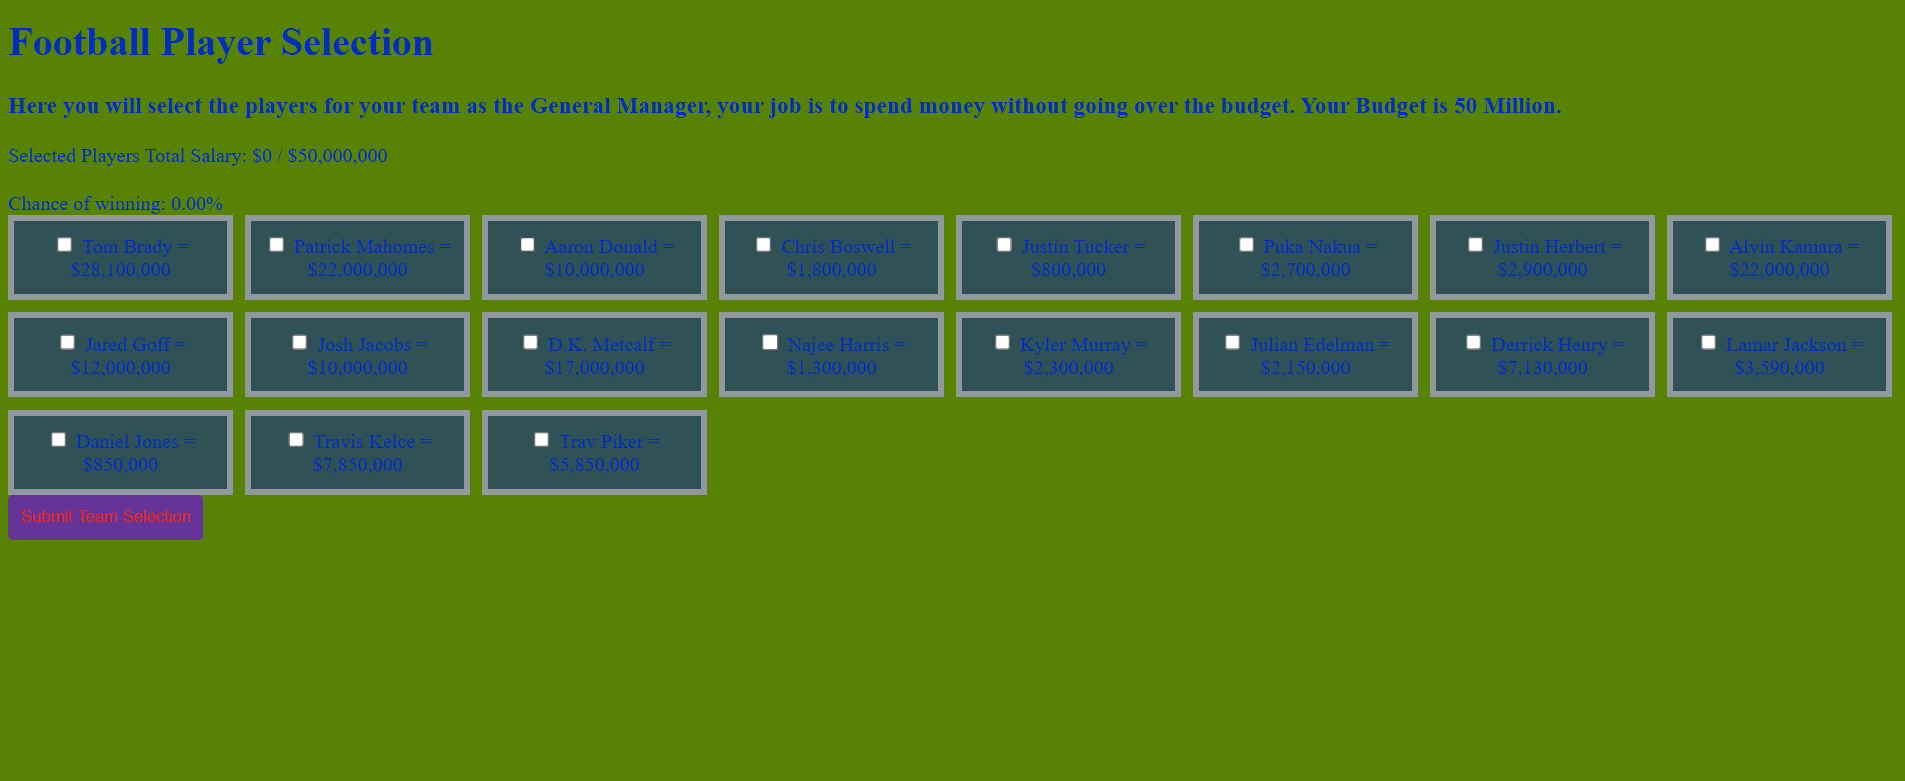 Football Player Selection
Here you will select the players for your team as the General Manager, your job is to spend money without going over the budget. Your Budget is 50 Million.
Selected Players Total Salary: $0 / $50,000,000
Chance of winning: 0.00%
Tom Brady =
$28,100,000
Patrick Mahomes =
$22,000,000
Aaron Donald =
$10,000,000
Chris Boswell =
$1,800,000
Justin Tucker =
$800,000
Puka Nakua =
$2,700,000
Justin Herbert =
$2,900,000
Alvin Kamara =
$22,000,000
Jared Goff =
$12,000,000
Josh Jacobs =
$10,000,000
D.K. Metcalf =
$17,000,000
Najee Harris =
$1,300,000
Kyler Murray =
$2,300,000
Julian Edelman =
$2,150,000
Derrick Henry =
$7,130,000
Lamar Jackson =
$3,590,000
Daniel Jones =
$850,000
Travis Kelce =
$7,850,000
Trav Piker =
$5,850,000
Submit Team Selection